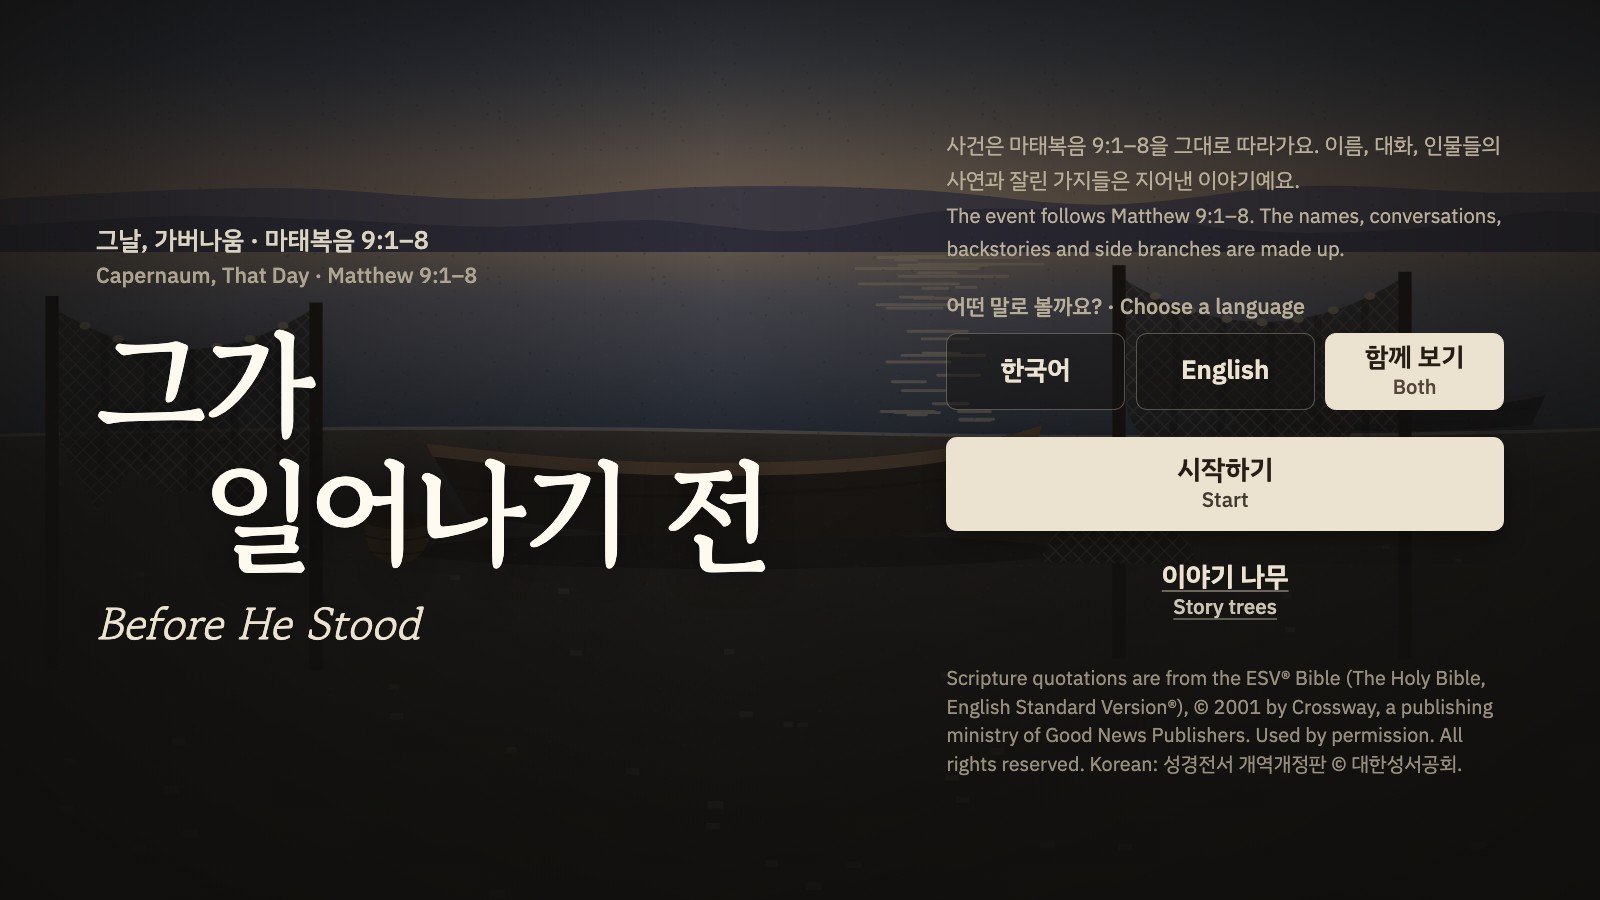 그날, 가버나움 · 마태복음 9:1–8
Capernaum, That Day · Matthew 9:1–8
그가
일어나기 전
Before He Stood
사건은 마태복음 9:1–8을 그대로 따라가요. 이름, 대화, 인물들의
사연과 잘린 가지들은 지어낸 이야기예요.
The event follows Matthew 9:1–8. The names, conversations,
backstories and side branches are made up.
어떤 말로 볼까요? · Choose a language
한국어
English
함께 보기
Both
시작하기
Start
이야기 나무
Story trees
Scripture quotations are from the ESV® Bible (The Holy Bible,
English Standard Version®), © 2001 by Crossway, a publishing
ministry of Good News Publishers. Used by permission. All
rights reserved. Korean: 성경전서 개역개정판 © 대한성서공회.